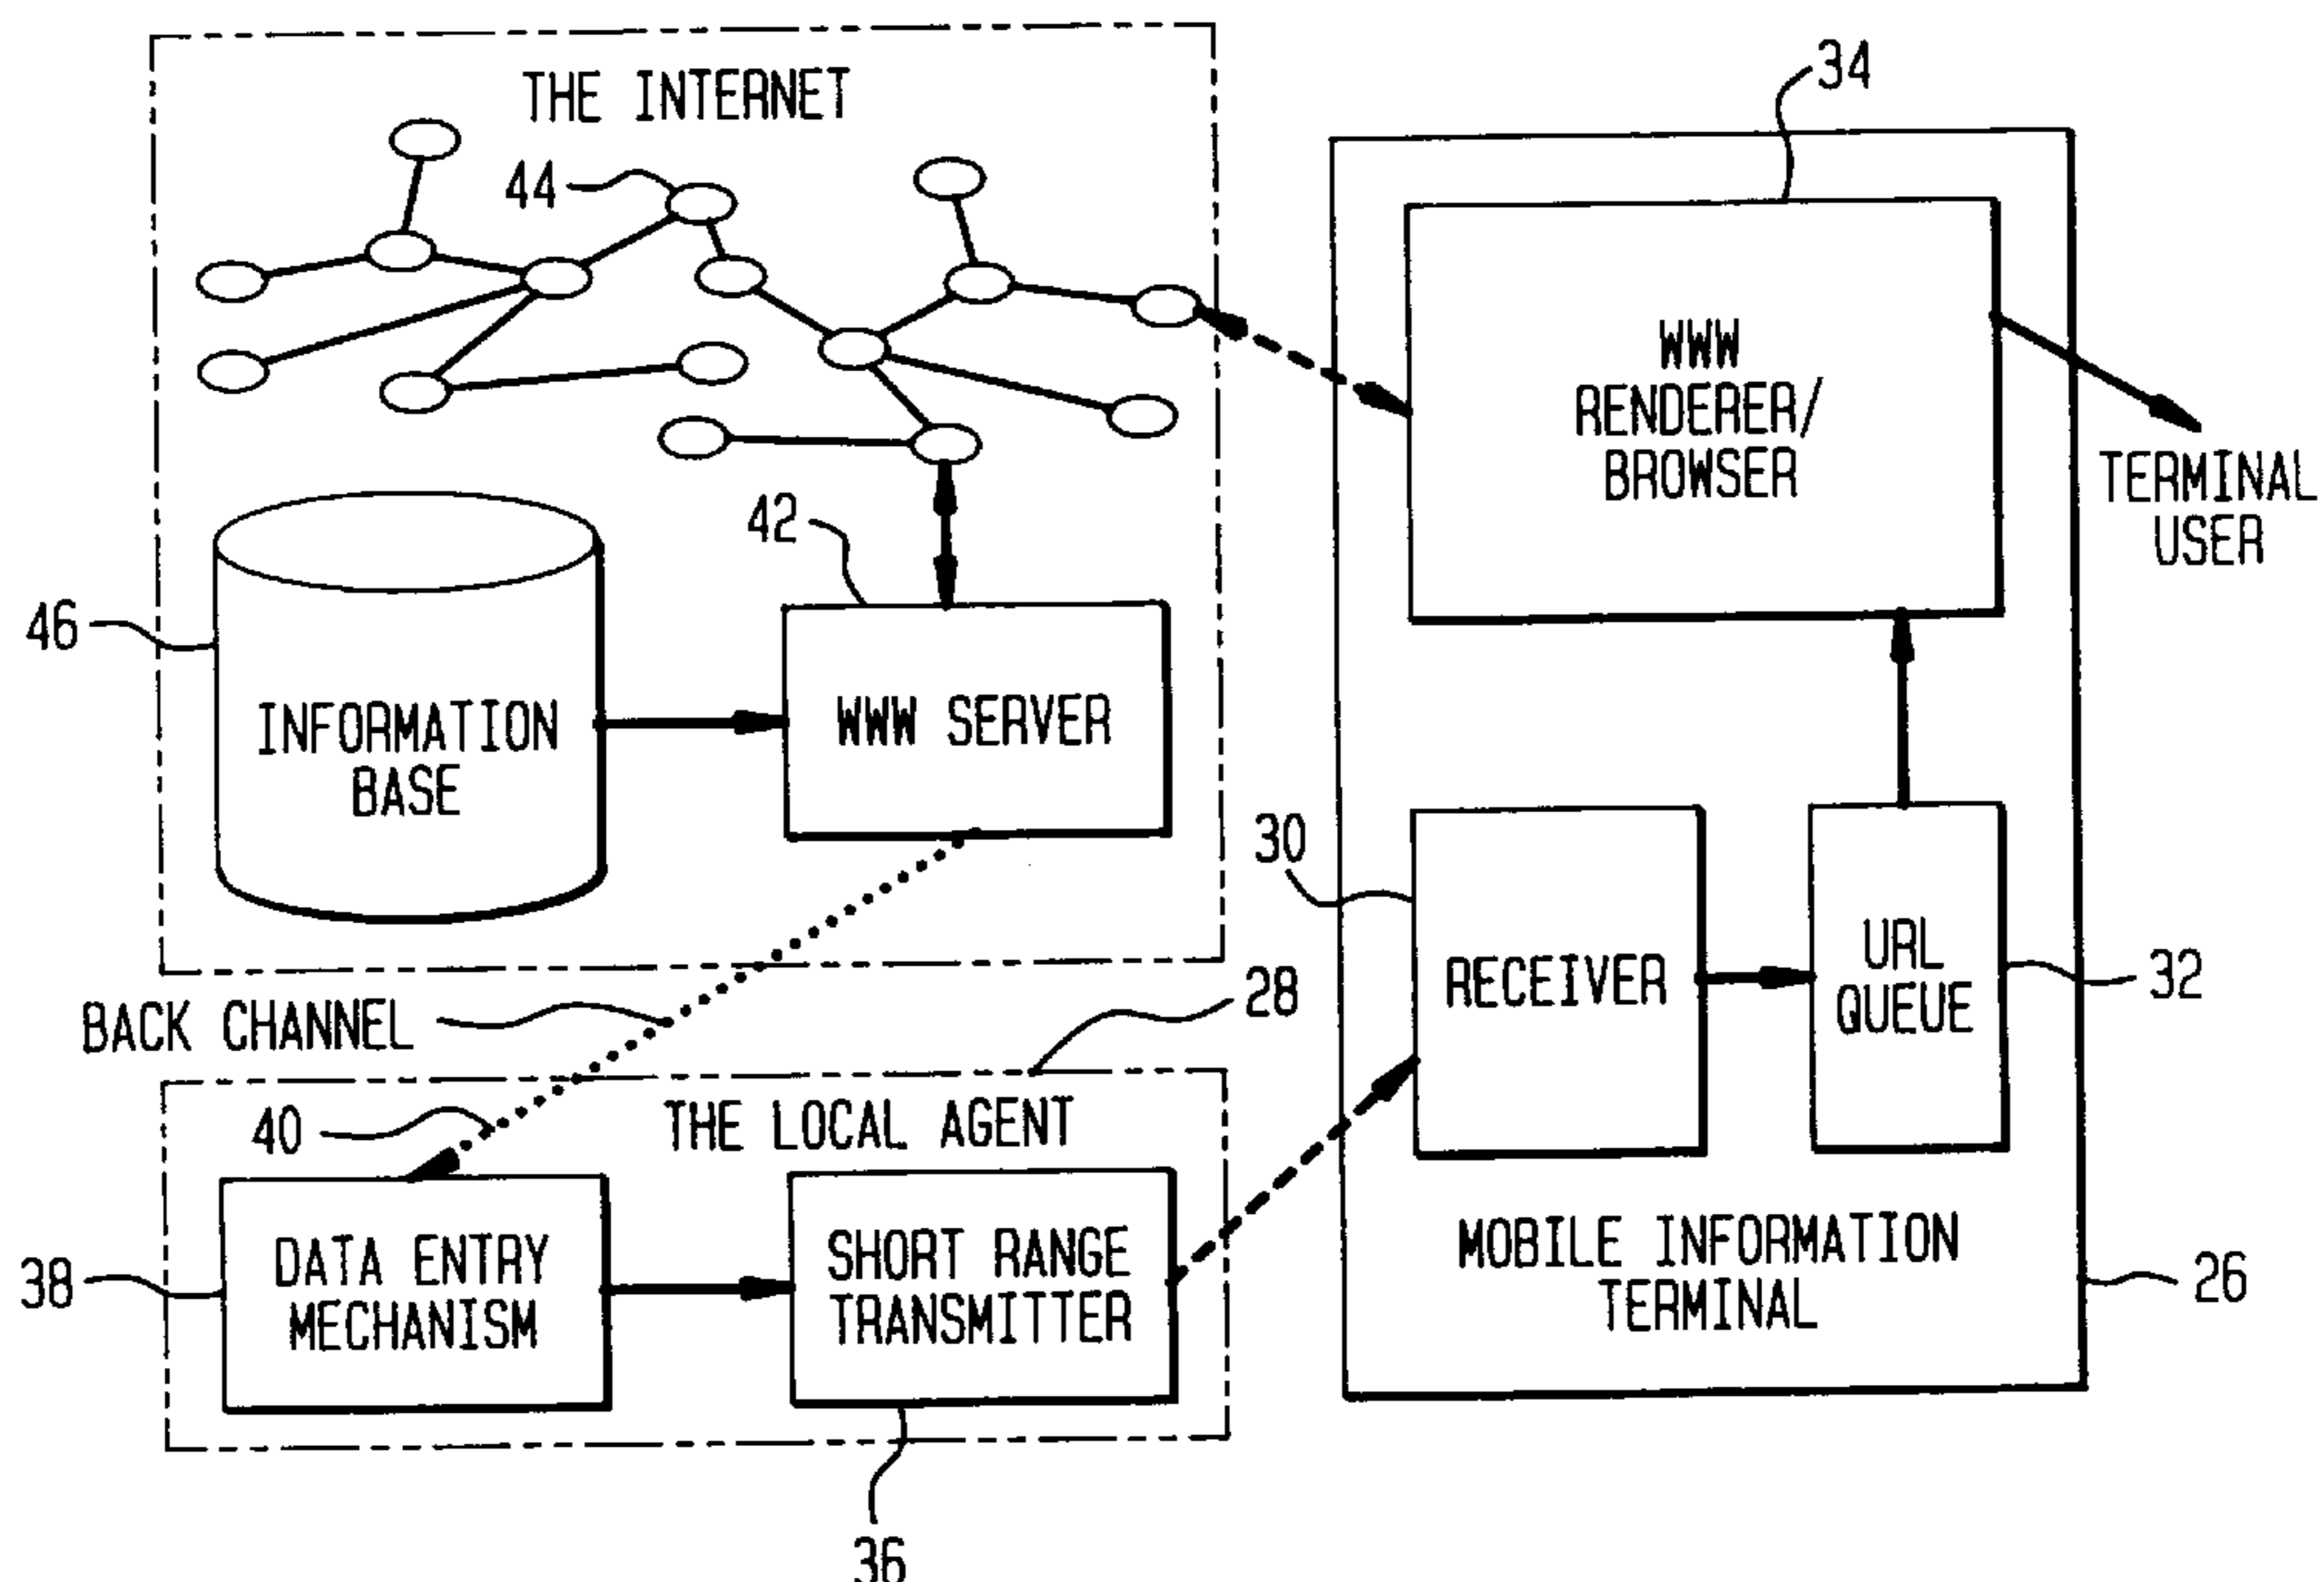 THE INTERNET
34
44
WWW
RENDERER/
BROWSER
TERMINAL
USER
42
46
INFORMATION
BASE
WWW SERVER
30
RECEIVER
URL
QUEUE
32
BACK CHANNEL
28
40
THE LOCAL AGENT
38
DATA ENTRY
MECHANISM
SHORT RANGE
TRANSMITTER
MOBILE INFORMATION
TERMINAL
26
36